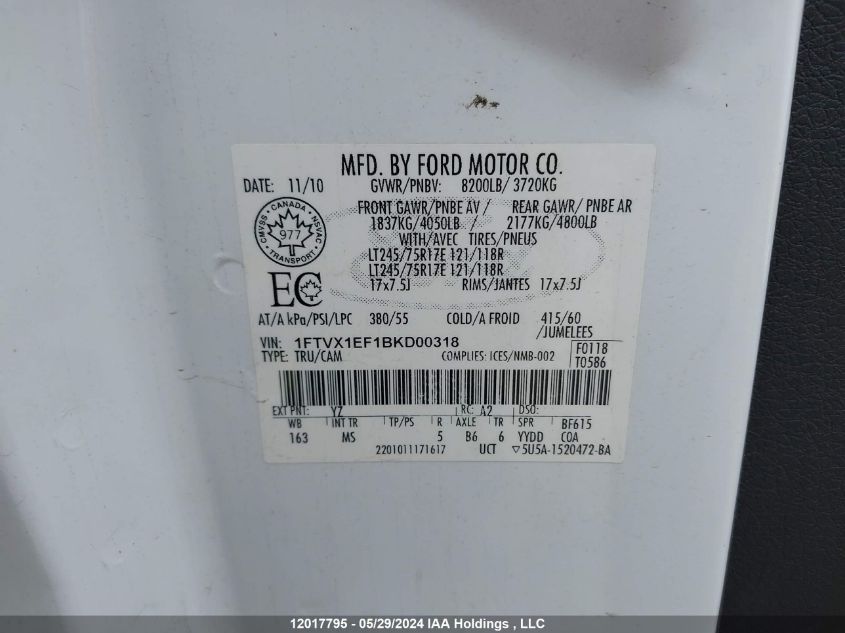 MFD. BY FORD MOTOR CO.
DATE: 11/10 GVWR/PNBV: 8200LB/ 3720KG
FRONT GAWR/PNBE AV / REAR GAWR/ PNBE AR
1837KG/4050LB / 2177KG/4800LB
WITH/AVEC TIRES/PNEUS
LT245/75R17E 121/118R
LT245/75R17E 121/118R
17x7.5J RIMS/JANTES 17x7.5J
CANADA
CMVSS 977 NSVAC
TRANSPORT
EC
AT/A kPa/PSI/LPC 380/55 COLD/A FROID 415/60
/JUMELEES
VIN: 1FTVX1EF1BKD00318
TYPE: TRU/CAM COMPLIES: ICES/NMB-002
F0118
T0586
EXT PNT: YZ RC: A2 DSO:
WB INT TR TP/PS R AXLE TR SPR BF615
163 MS 5 B6 6 YYDD COA
2201011171617 UCT ▽5U5A-1520472-BA
12017795 - 05/29/2024 IAA Holdings , LLC